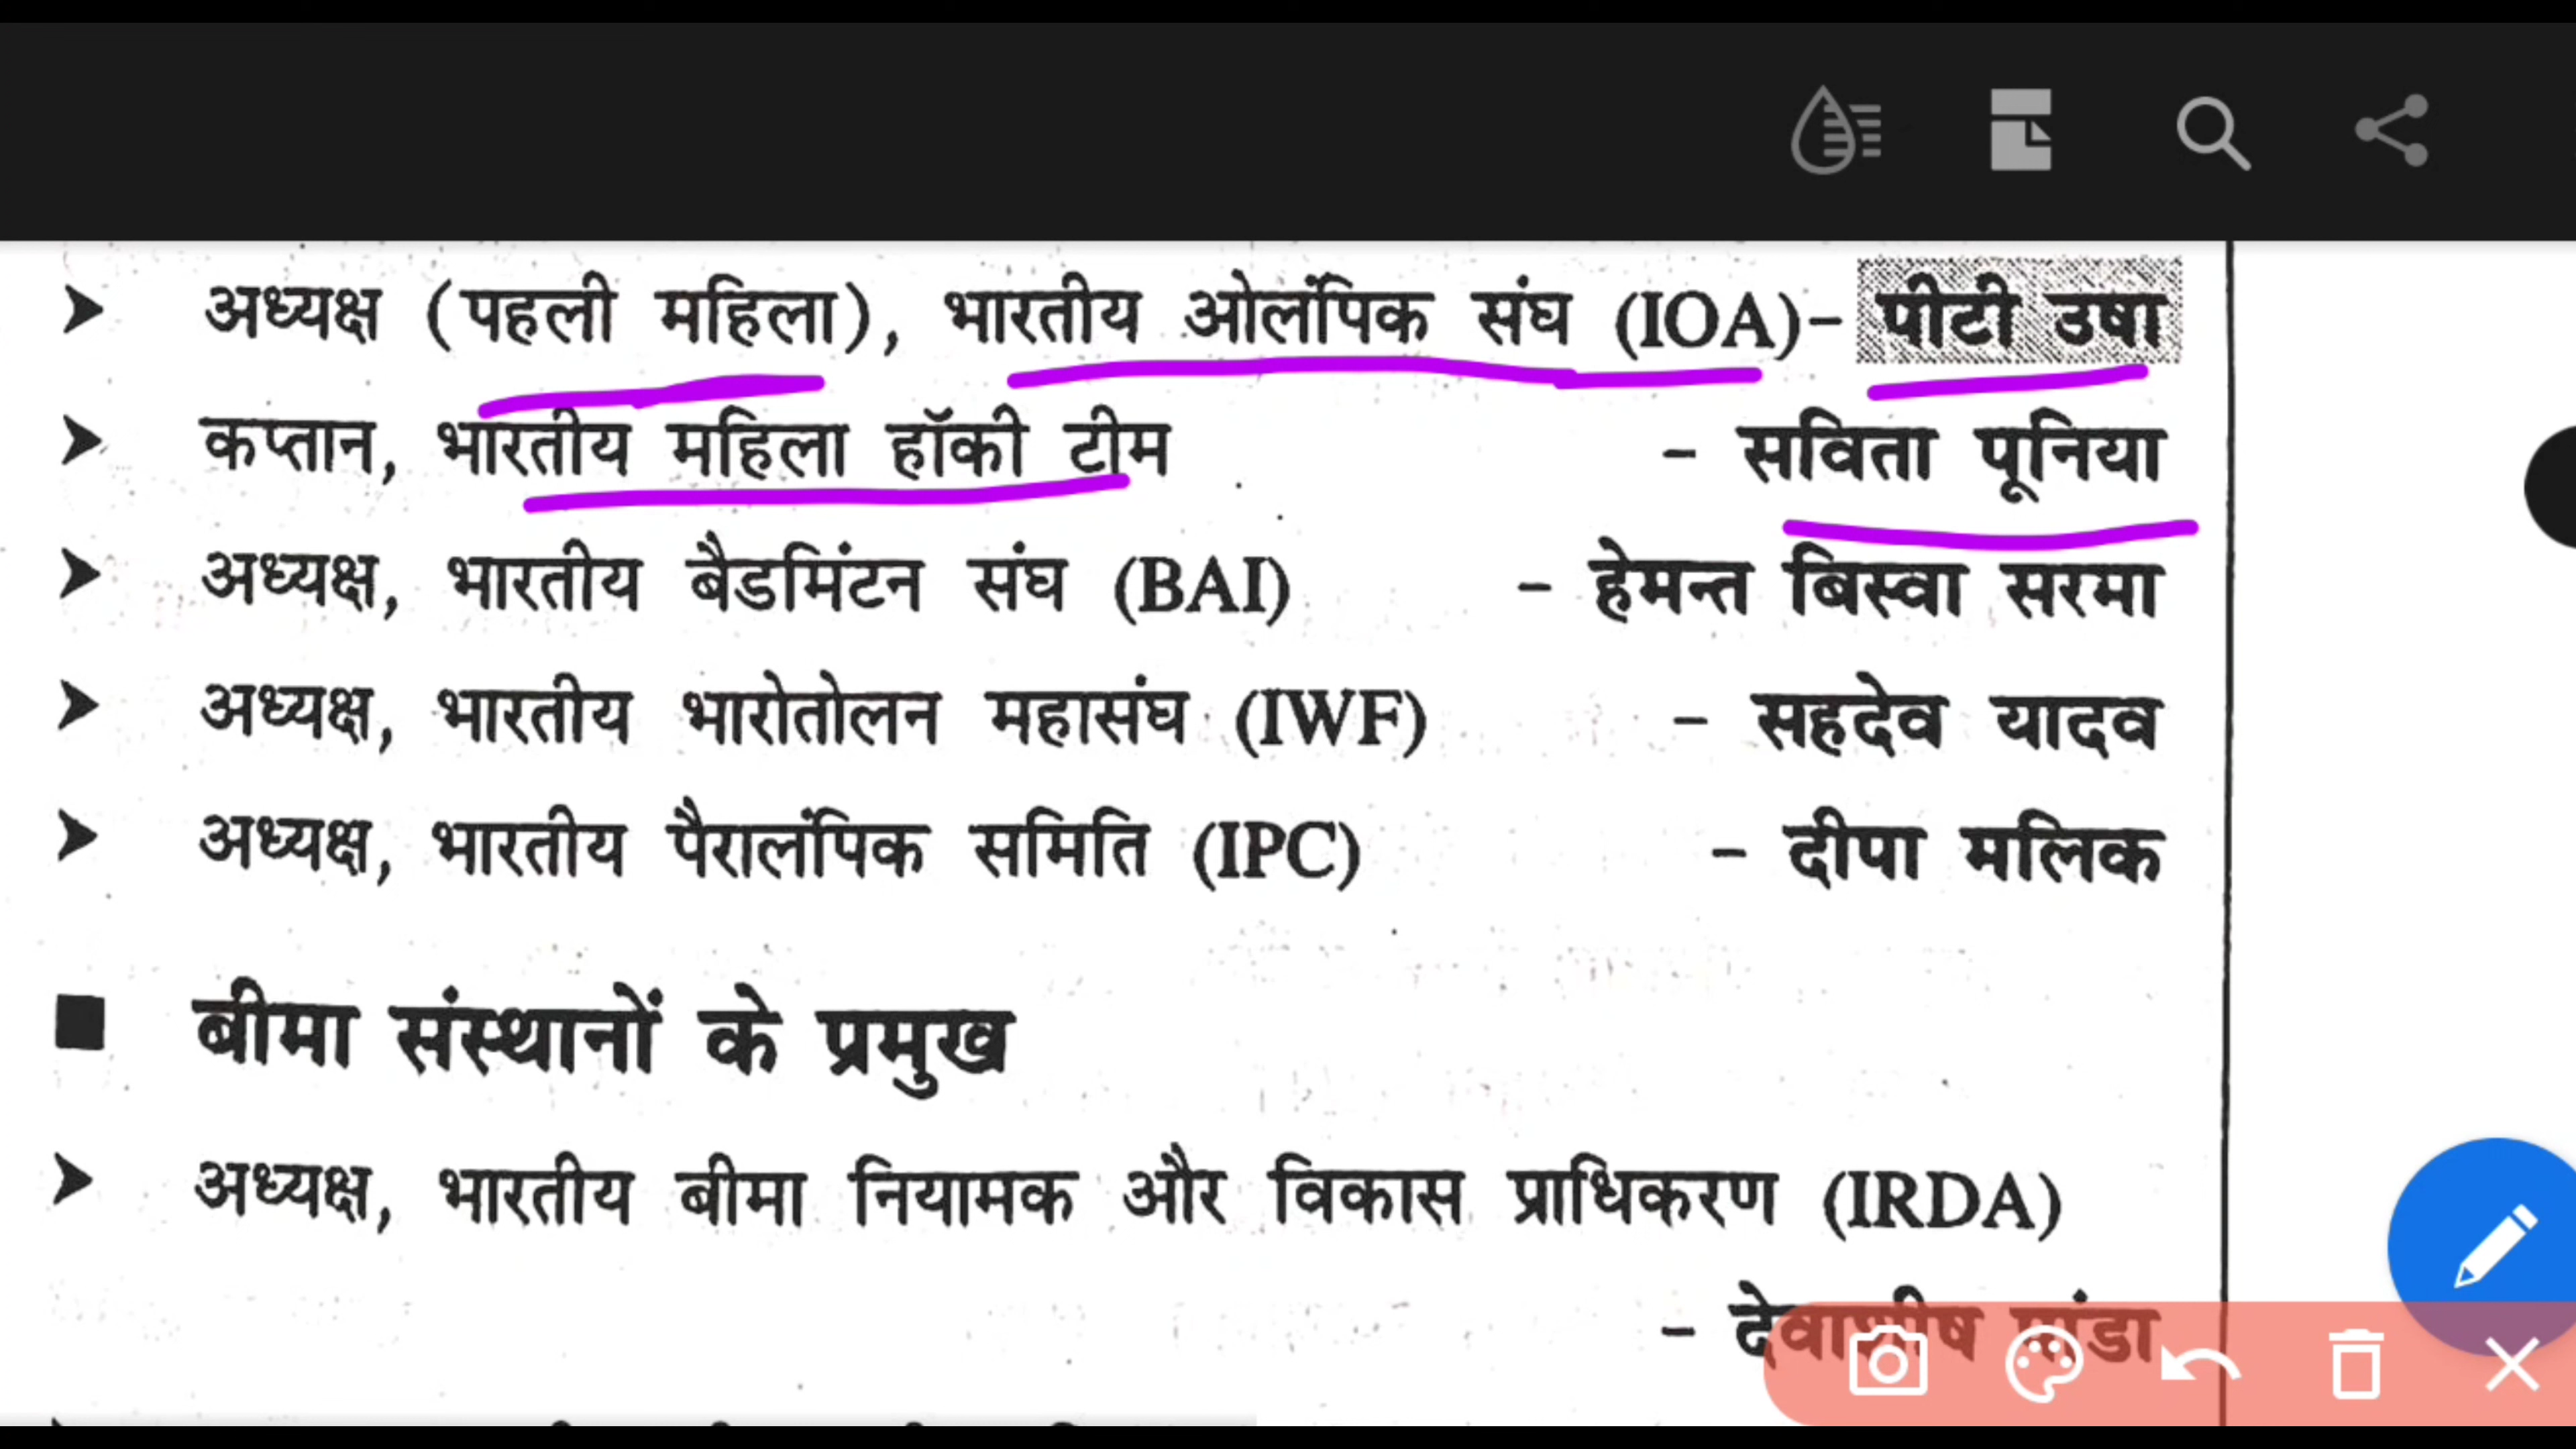 ➤ अध्यक्ष (पहली महिला), भारतीय ओलंपिक संघ (IOA)- पीटी उषा
➤ कप्तान, भारतीय महिला हॉकी टीम - सविता पूनिया
➤ अध्यक्ष, भारतीय बैडमिंटन संघ (BAI) - हेमन्त बिस्वा सरमा
➤ अध्यक्ष, भारतीय भारोतोलन महासंघ (IWF) - सहदेव यादव
➤ अध्यक्ष, भारतीय पैरालंपिक समिति (IPC) - दीपा मलिक
■ बीमा संस्थानों के प्रमुख
➤ अध्यक्ष, भारतीय बीमा नियामक और विकास प्राधिकरण (IRDA)
- देवाशीष पांडा